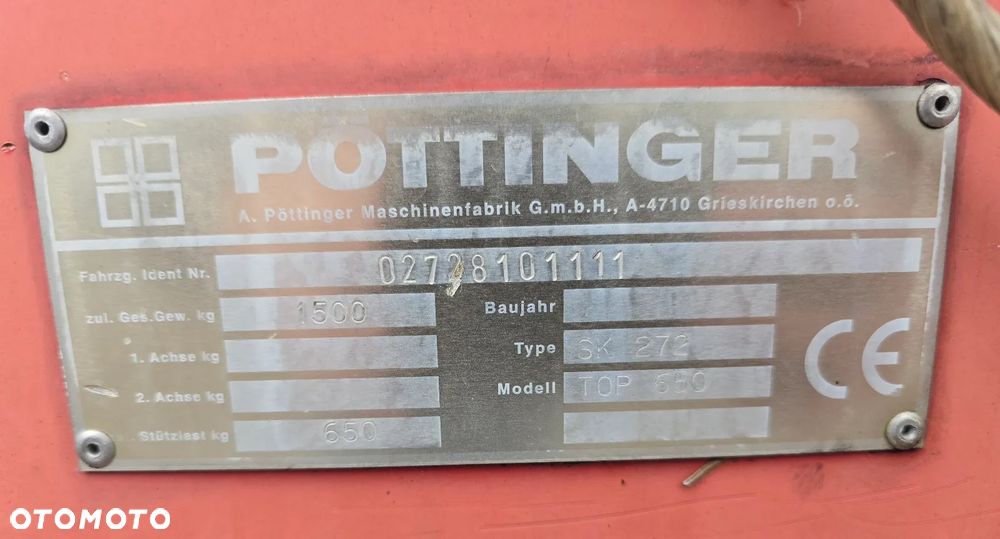 PÖTTINGER
A. Pöttinger Maschinenfabrik G.m.b.H., A-4710 Grieskirchen o.ö.
Fahrzg. Ident Nr. 02728101111
zul. Ges.Gew. kg 1500 Baujahr
1. Achse kg Type SK 272
2. Achse kg Modell TOP 650
Stützlast kg 650
CE
OTOMOTO